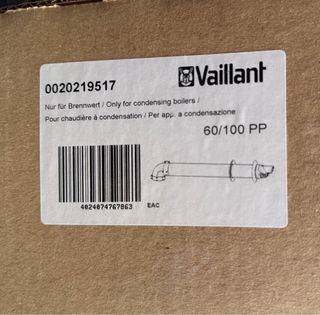 0020219517
Vaillant
Nur für Brennwert / Only for condensing boilers /
Pour chaudière à condensation / Per app. a condensazione
60/100 PP
4024074767863
EAC